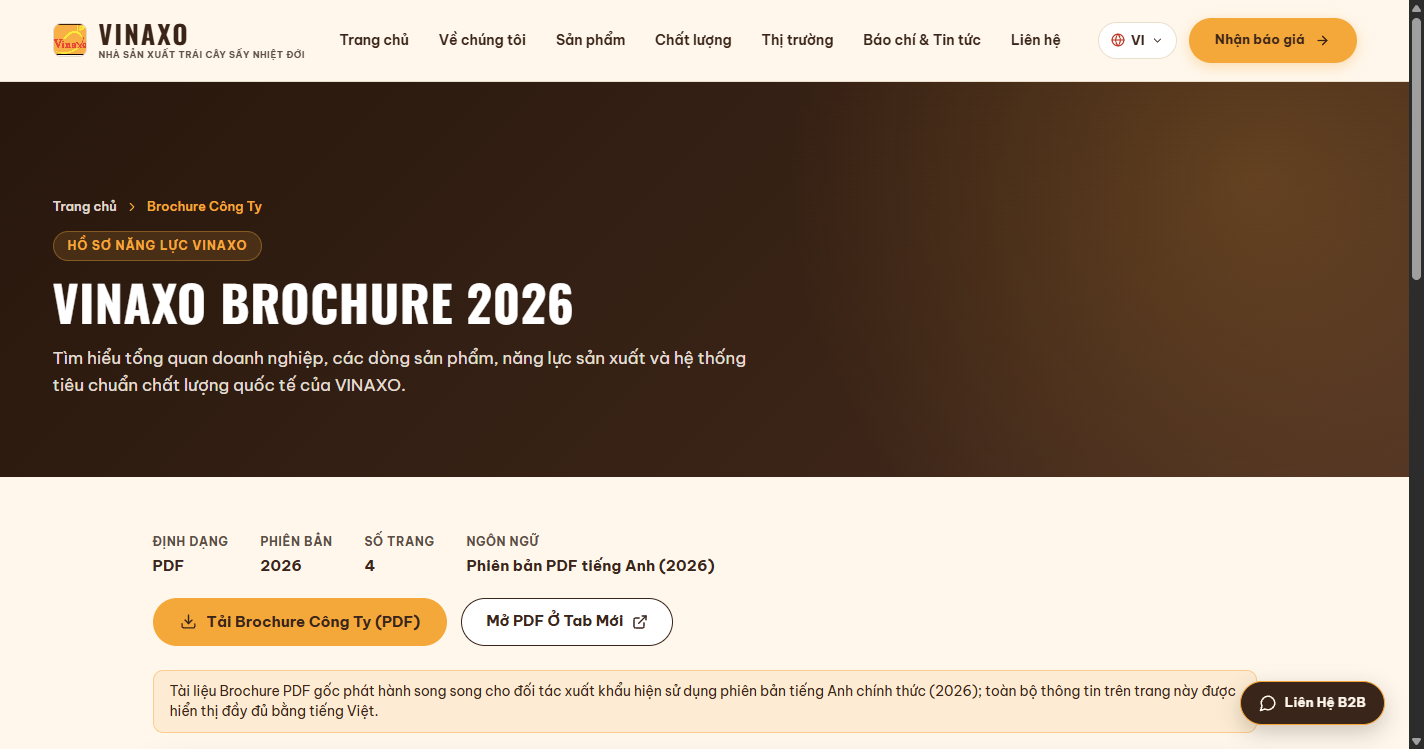 Vinaxo
VINAXO
NHÀ SẢN XUẤT TRÁI CÂY SẤY NHIỆT ĐỚI
Trang chủ
Về chúng tôi
Sản phẩm
Chất lượng
Thị trường
Báo chí & Tin tức
Liên hệ
VI
Nhận báo giá
Trang chủ
Brochure Công Ty
HỒ SƠ NĂNG LỰC VINAXO
VINAXO BROCHURE 2026
Tìm hiểu tổng quan doanh nghiệp, các dòng sản phẩm, năng lực sản xuất và hệ thống
tiêu chuẩn chất lượng quốc tế của VINAXO.
ĐỊNH DẠNG
PDF
PHIÊN BẢN
2026
SỐ TRANG
4
NGÔN NGỮ
Phiên bản PDF tiếng Anh (2026)
Tải Brochure Công Ty (PDF)
Mở PDF Ở Tab Mới
Tài liệu Brochure PDF gốc phát hành song song cho đối tác xuất khẩu hiện sử dụng phiên bản tiếng Anh chính thức (2026); toàn bộ thông tin trên trang này được
hiển thị đầy đủ bằng tiếng Việt.
Liên Hệ B2B